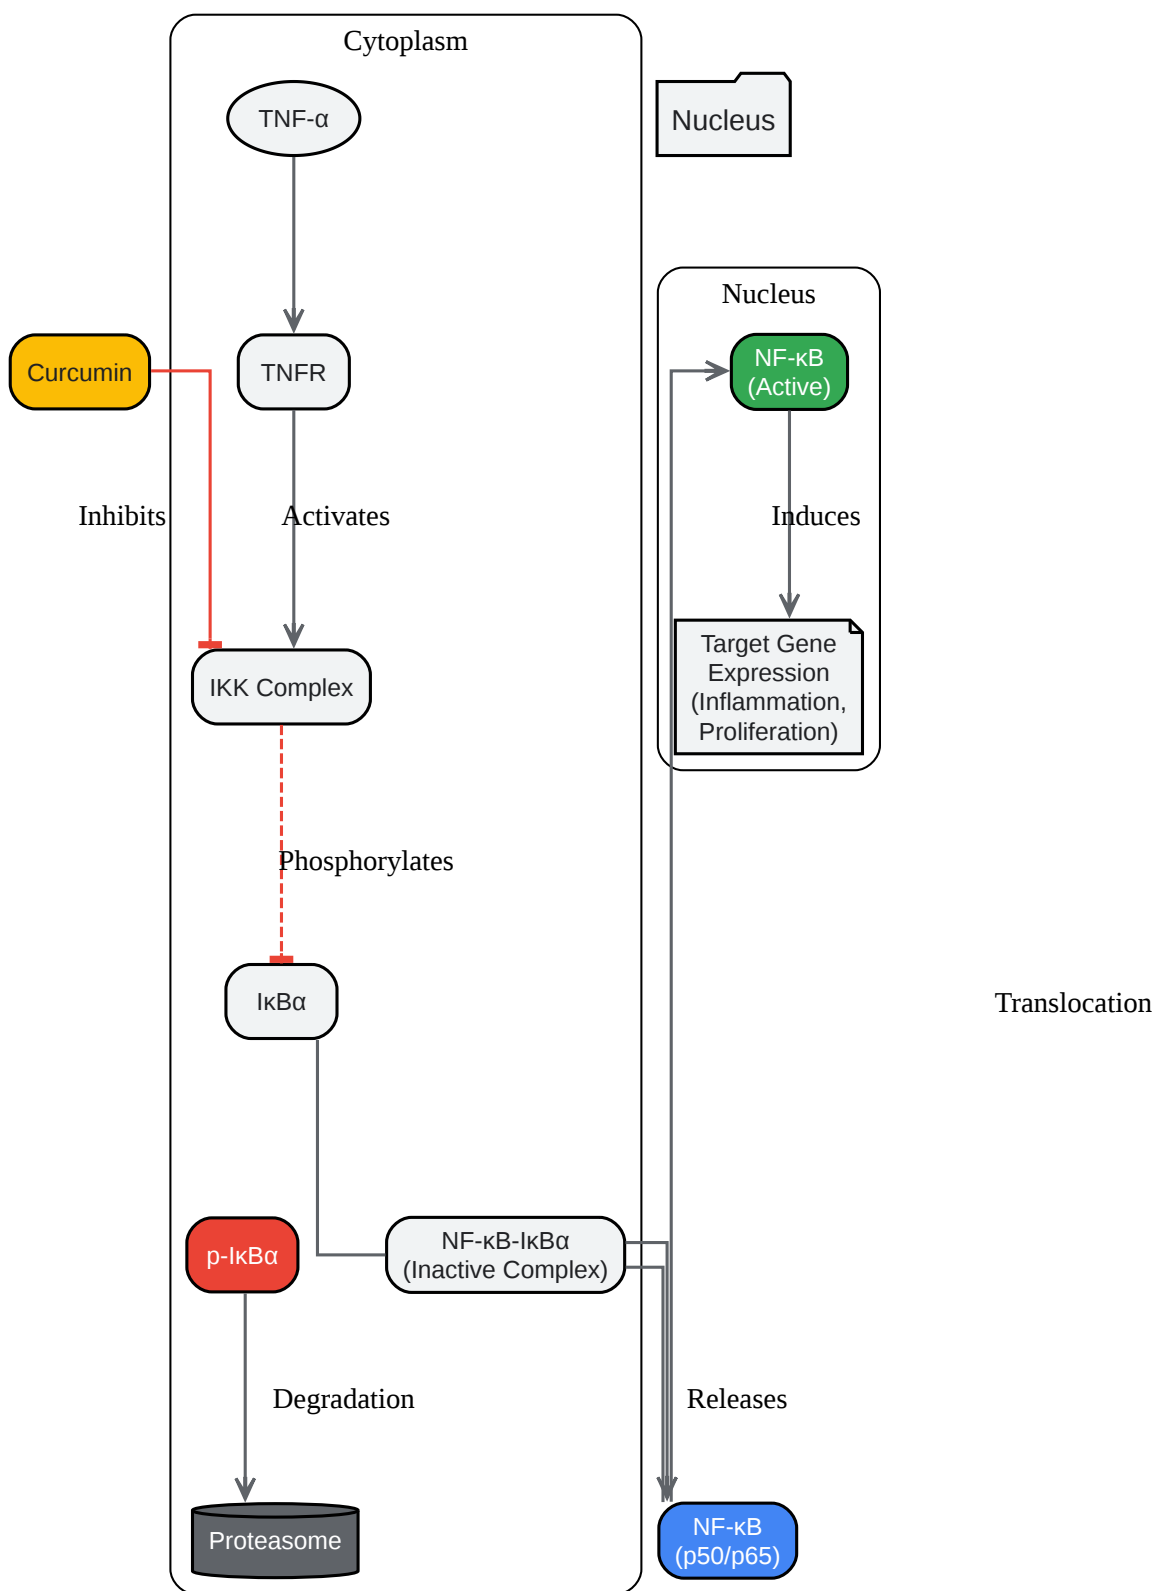 Cytoplasm
TNF-α
Nucleus
Nucleus
Curcumin
TNFR
NF-κB
(Active)
Inhibits
Activates
Induces
Target Gene
Expression
(Inflammation,
Proliferation)
IKK Complex
Phosphorylates
IκBα
Translocation
p-IκBα
NF-κB-IκBα
(Inactive Complex)
Degradation
Releases
Proteasome
NF-κB
(p50/p65)